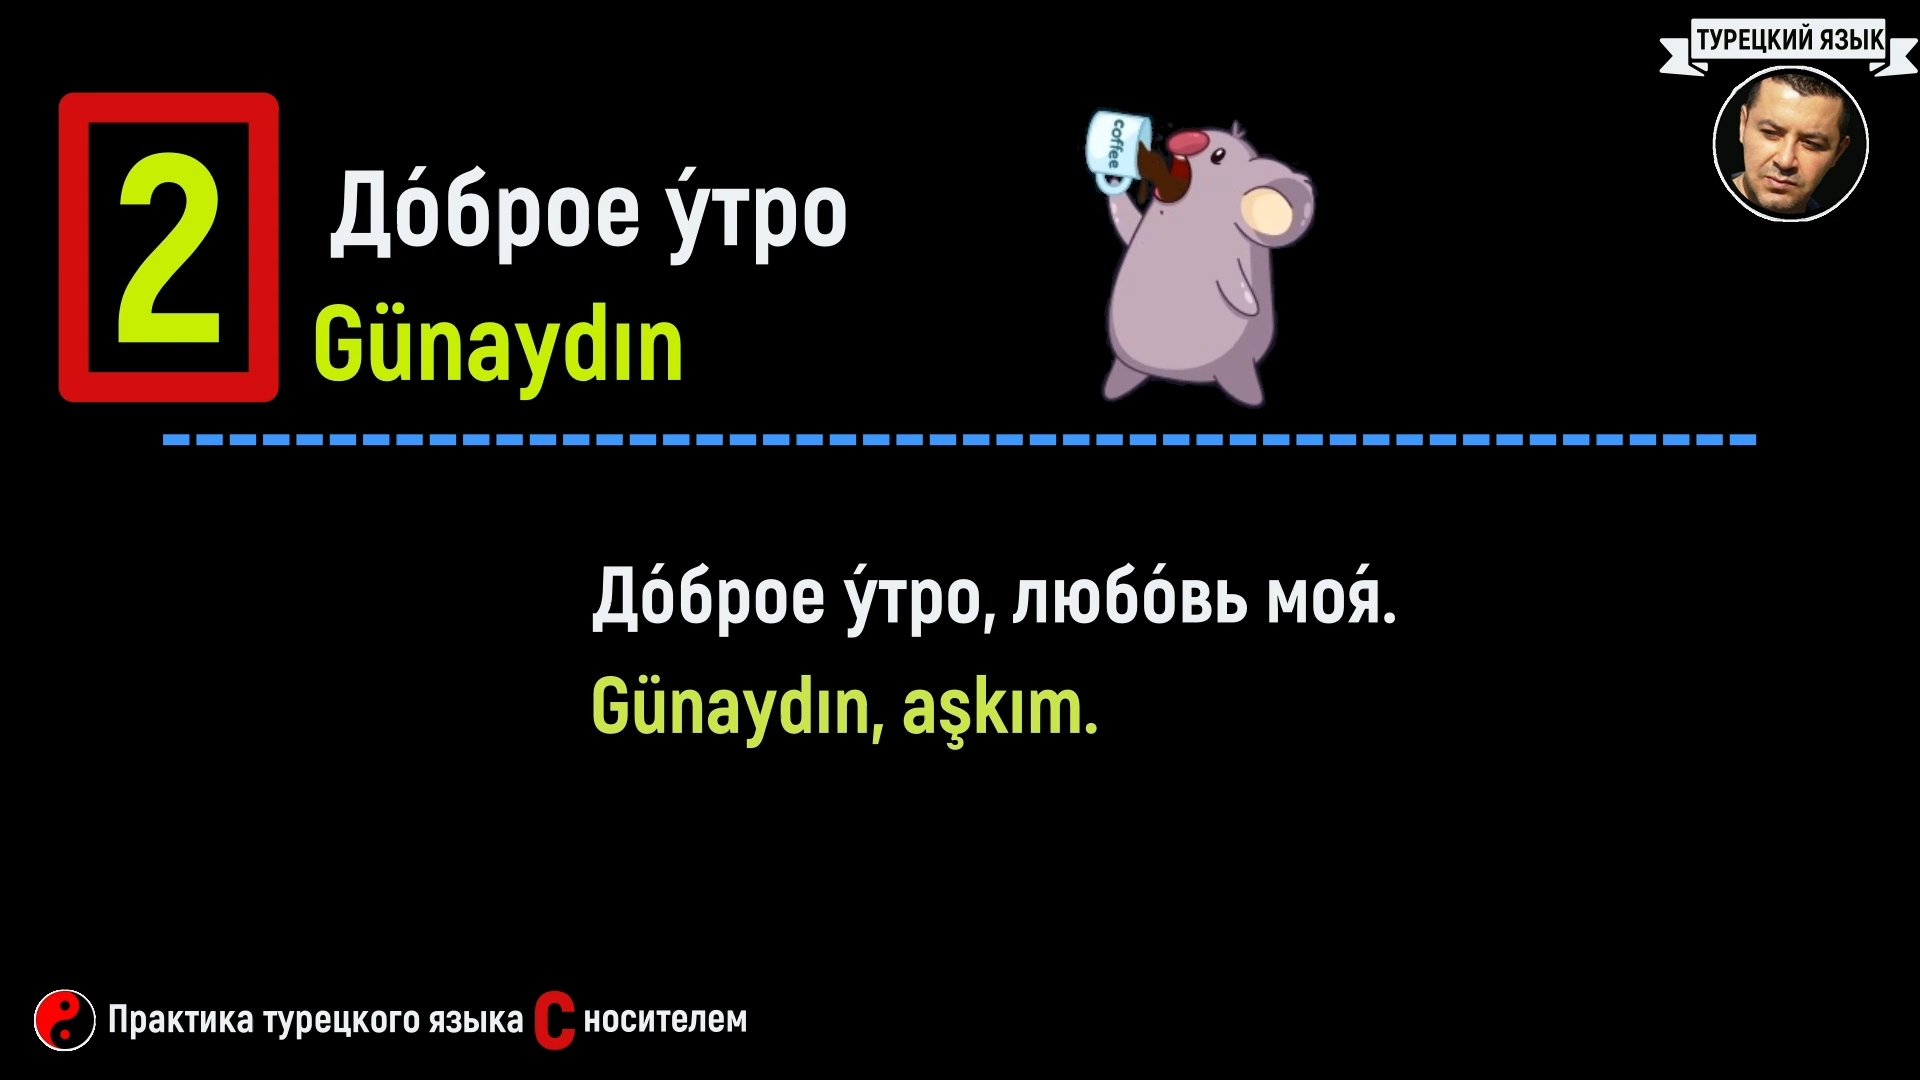 ТУРЕЦКИЙ ЯЗЫК
2
До́брое у́тро
Günaydın
coffee
До́брое у́тро, любо́вь моя́.
Günaydın, aşkım.
Практика турецкого языка С носителем